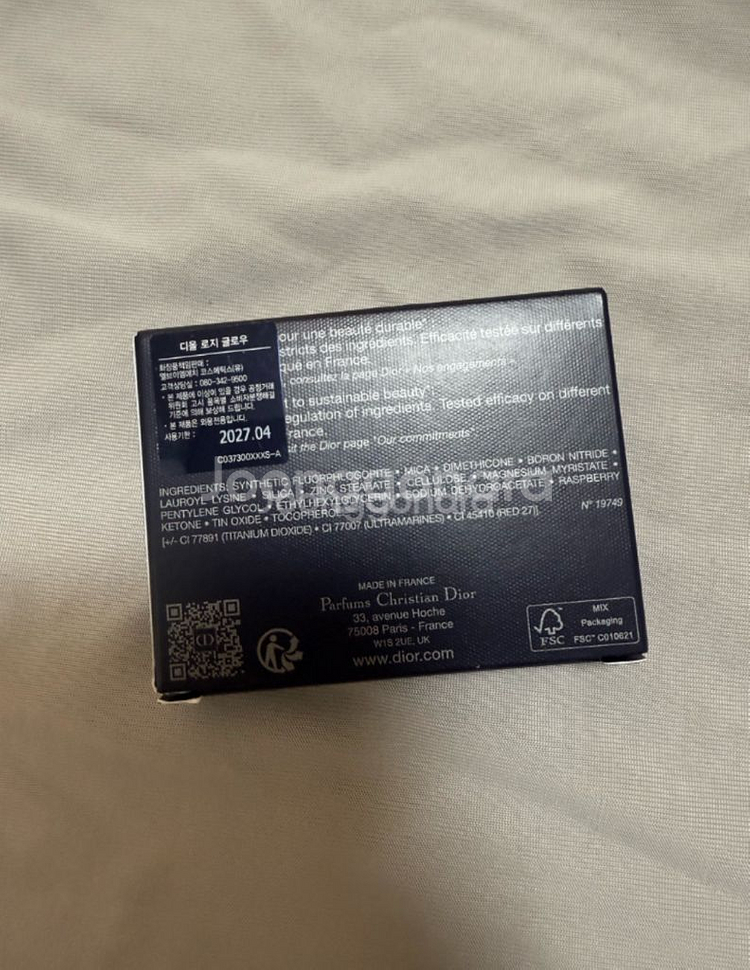 디올 로지 글로우
화장품책임판매 :
엘브이엠에이치 코스메틱스(유)
고객상담실 : 080-342-9500
* 본 제품에 이상이 있을 경우 공정거래
위원회 고시 품목별 소비자분쟁해결
기준에 의해 보상해 드립니다.
* 본 제품은 외용전용합니다.
사용기한 : 2027.04
C037300XXXS-A
our une beauté durable*
stricts des ingrédients. Efficacité testée sur différents
que en France.
consultez la page Dior « Nos engagements »
t to sustainable beauty*
egulation of ingredients. Tested efficacy on different
rance.
sit the Dior page "Our commitments"
INGREDIENTS: SYNTHETIC FLUORPHLOGOPITE • MICA • DIMETHICONE • BORON NITRIDE •
LAUROYL LYSINE • SILICA • ZINC STEARATE • CELLULOSE • MAGNESIUM MYRISTATE •
PENTYLENE GLYCOL • ETHYLHEXYLGLYCERIN • SODIUM DEHYDROACETATE • RASPBERRY
KETONE • TIN OXIDE • TOCOPHEROL
[+/- CI 77891 (TITANIUM DIOXIDE) • CI 77007 (ULTRAMARINES) • CI 45410 (RED 27)].
N° 19749
joonggonara
MADE IN FRANCE
Parfums Christian Dior
33, avenue Hoche
75008 Paris - France
W1S 2UE, UK
www.dior.com
CD
FSC
MIX
Packaging
FSC™ C010621